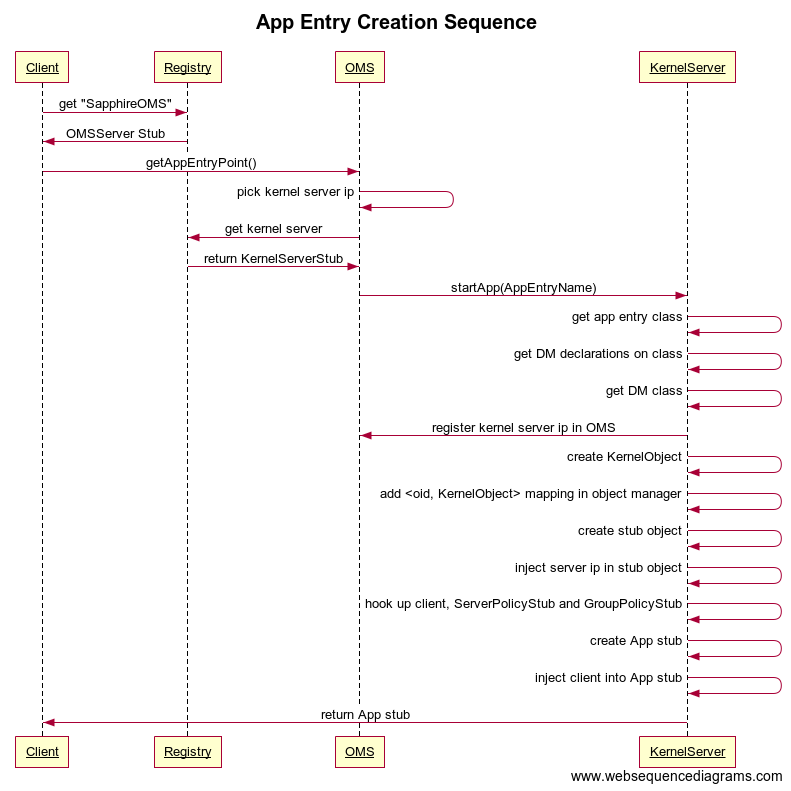 App Entry Creation Sequence
Client
Registry
OMS
KernelServer
get "SapphireOMS"
OMSServer Stub
getAppEntryPoint()
pick kernel server ip
get kernel server
return KernelServerStub
startApp(AppEntryName)
get app entry class
get DM declarations on class
get DM class
register kernel server ip in OMS
create KernelObject
add <oid, KernelObject> mapping in object manager
create stub object
inject server ip in stub object
hook up client, ServerPolicyStub and GroupPolicyStub
create App stub
inject client into App stub
return App stub
Client
Registry
OMS
KernelServer
www.websequencediagrams.com